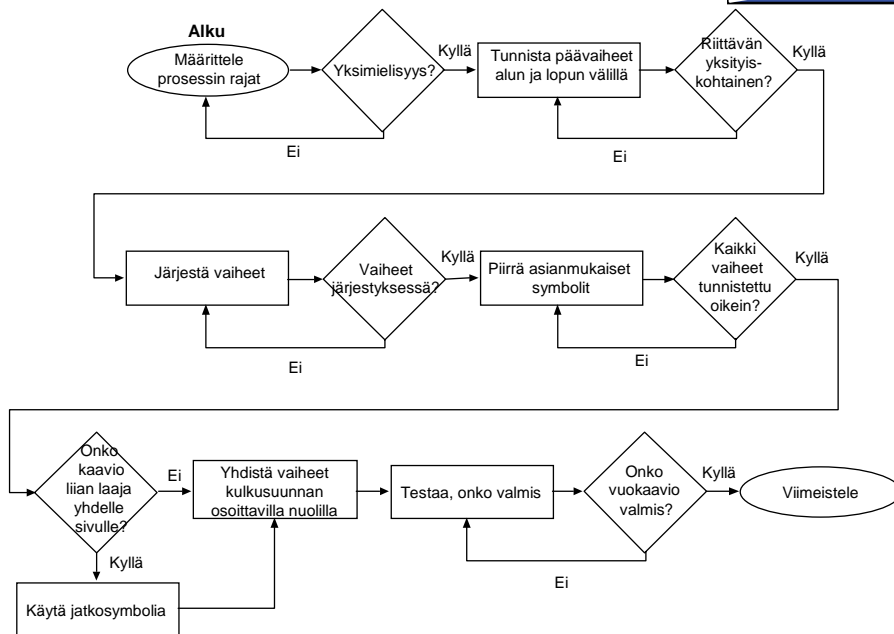 Alku
Määrittele
prosessin rajat
Yksimielisyys?
Kyllä
Ei
Tunnista päävaiheet
alun ja lopun välillä
Riittävän
yksityis-
kohtainen?
Kyllä
Ei
Järjestä vaiheet
Vaiheet
järjestyksessä?
Kyllä
Ei
Piirrä asianmukaiset
symbolit
Kaikki
vaiheet
tunnistettu
oikein?
Kyllä
Ei
Onko
kaavio
liian laaja
yhdelle
sivulle?
Ei
Kyllä
Käytä jatkosymbolia
Yhdistä vaiheet
kulkusuunnan
osoittavilla nuolilla
Testaa, onko valmis
Onko
vuokaavio
valmis?
Kyllä
Ei
Viimeistele